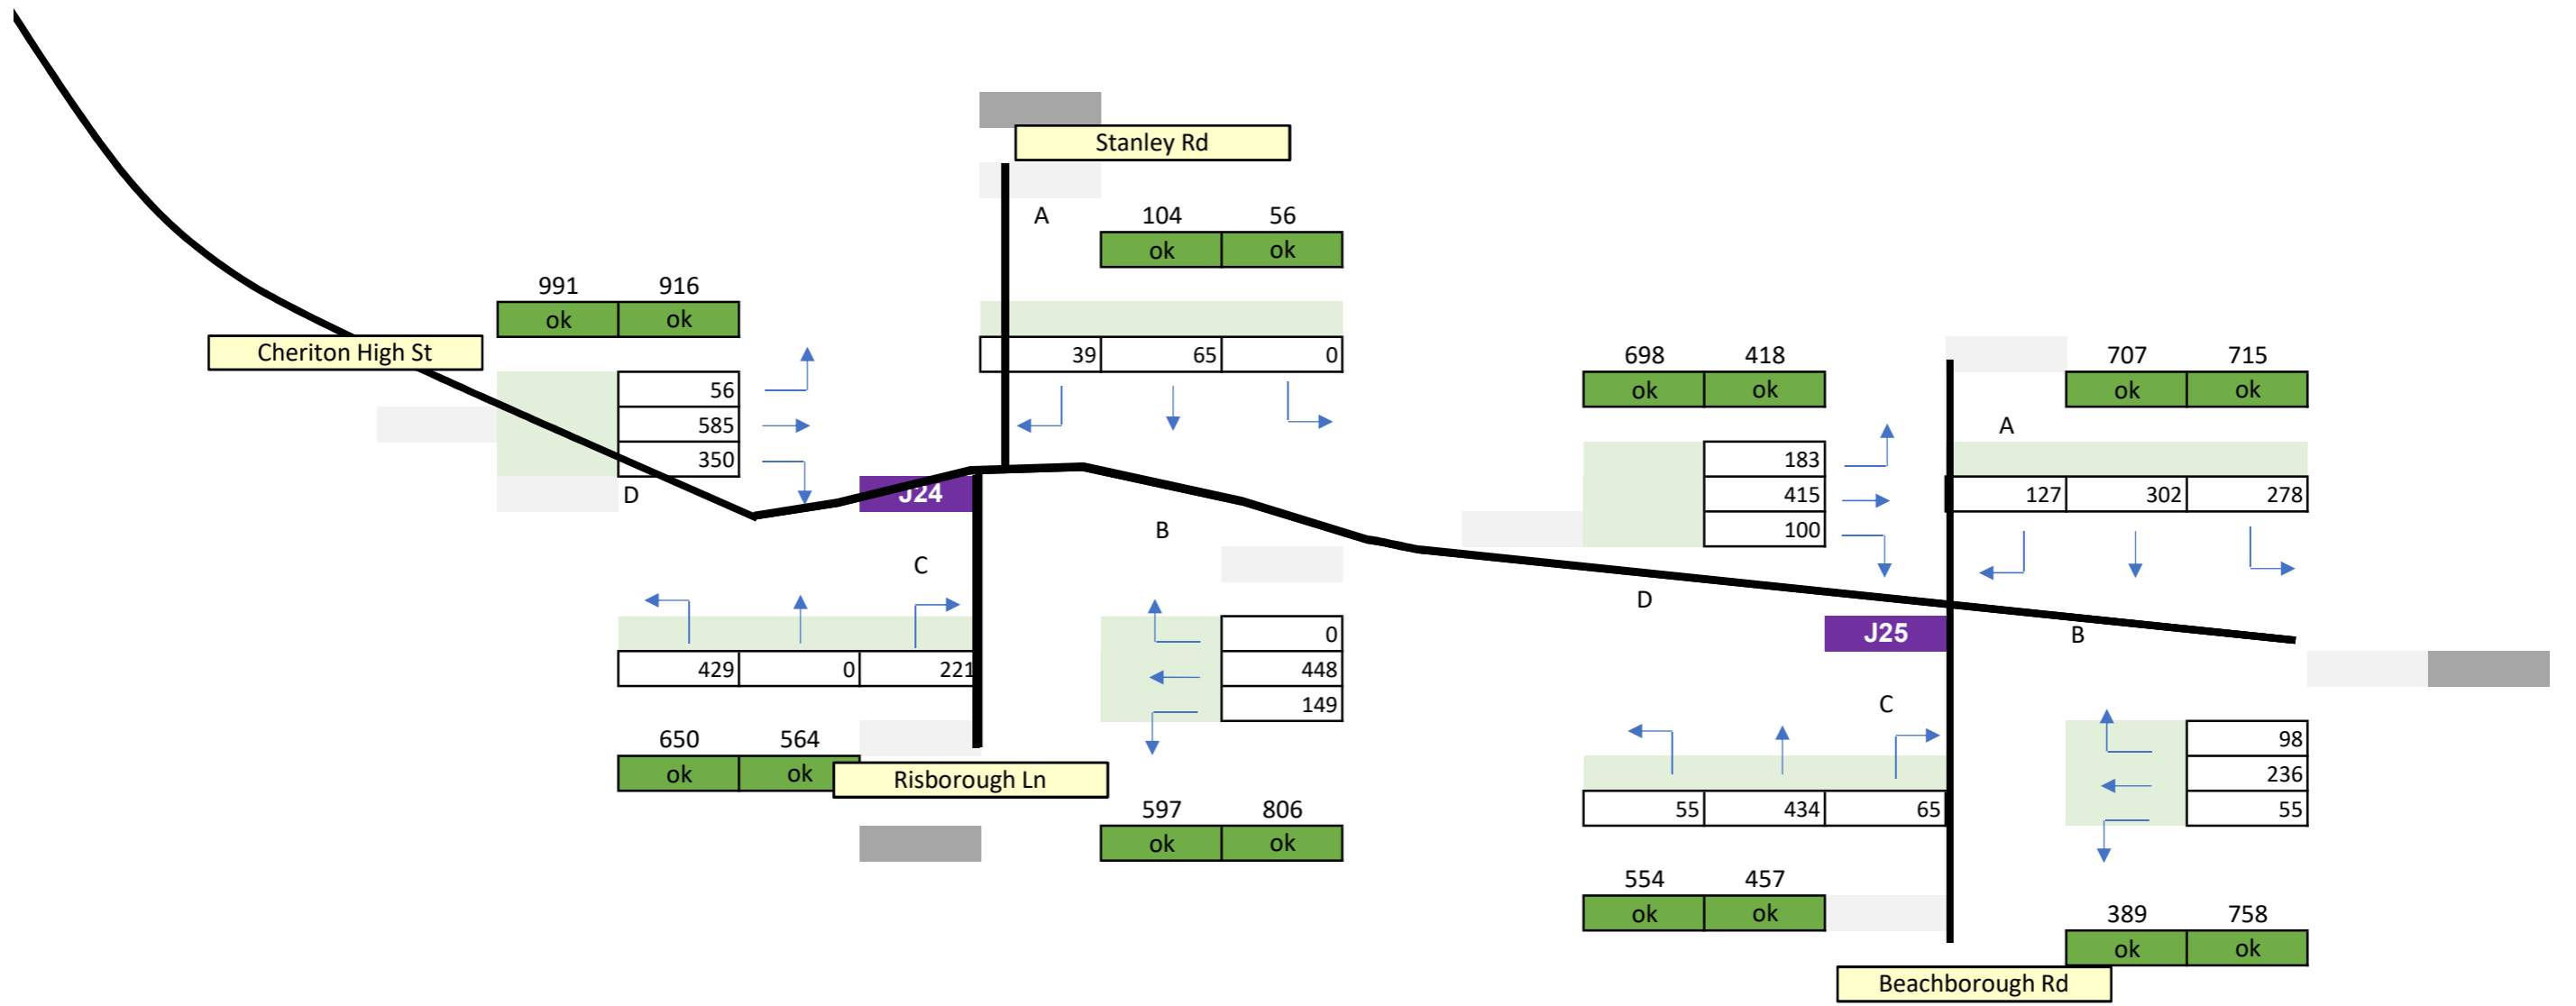 Stanley Rd
A
104 56
ok ok
991 916
ok ok
Cheriton High St
56
585
350
D
39 65 0
J24
B
C
429 0 221
0
448
149
650 564
ok ok
Risborough Ln
597 806
ok ok
698 418
ok ok
707 715
ok ok
A
183
415
100
127 302 278
D
J25
B
C
98
236
55
55 434 65
554 457
ok ok
389 758
ok ok
Beachborough Rd